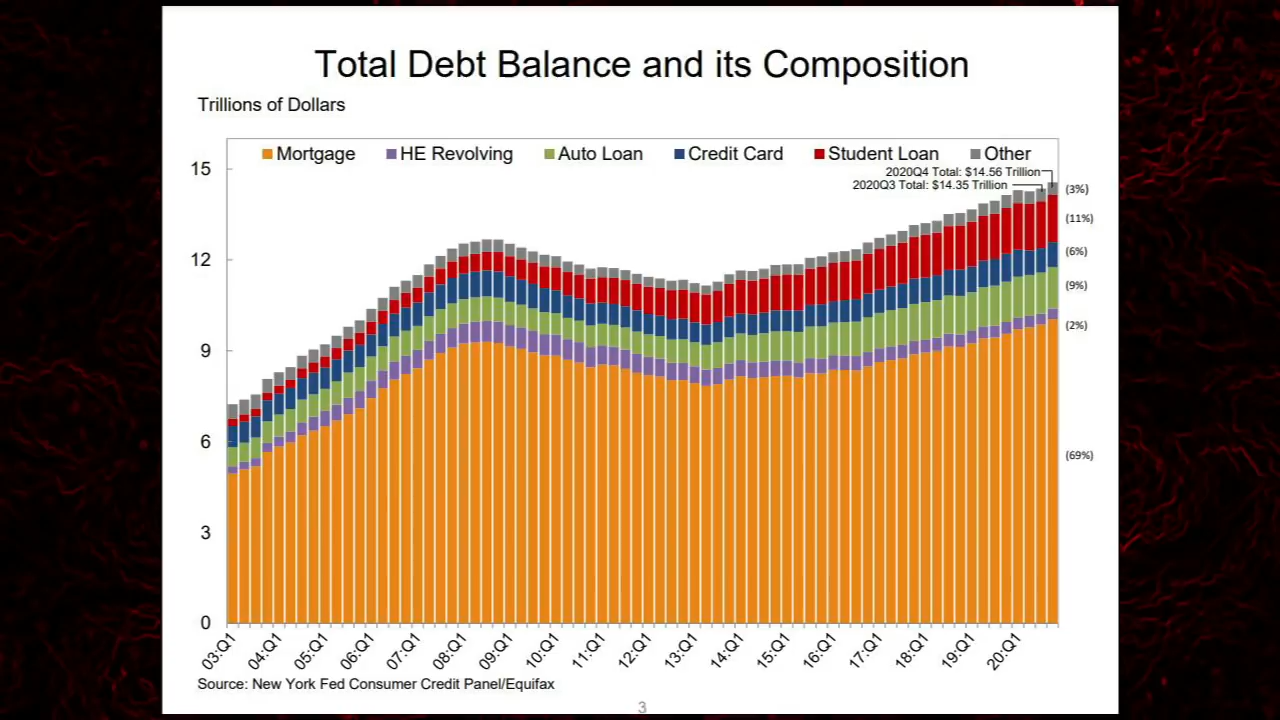 Total Debt Balance and its Composition
Trillions of Dollars
Mortgage HE Revolving Auto Loan Credit Card Student Loan Other
2020Q4 Total: $14.56 Trillion
2020Q3 Total: $14.35 Trillion
15
12
9
6
3
0
(3%)
(11%)
(6%)
(9%)
(2%)
(69%)
03:Q1 04:Q1 05:Q1 06:Q1 07:Q1 08:Q1 09:Q1 10:Q1 11:Q1 12:Q1 13:Q1 14:Q1 15:Q1 16:Q1 17:Q1 18:Q1 19:Q1 20:Q1
Source: New York Fed Consumer Credit Panel/Equifax
3